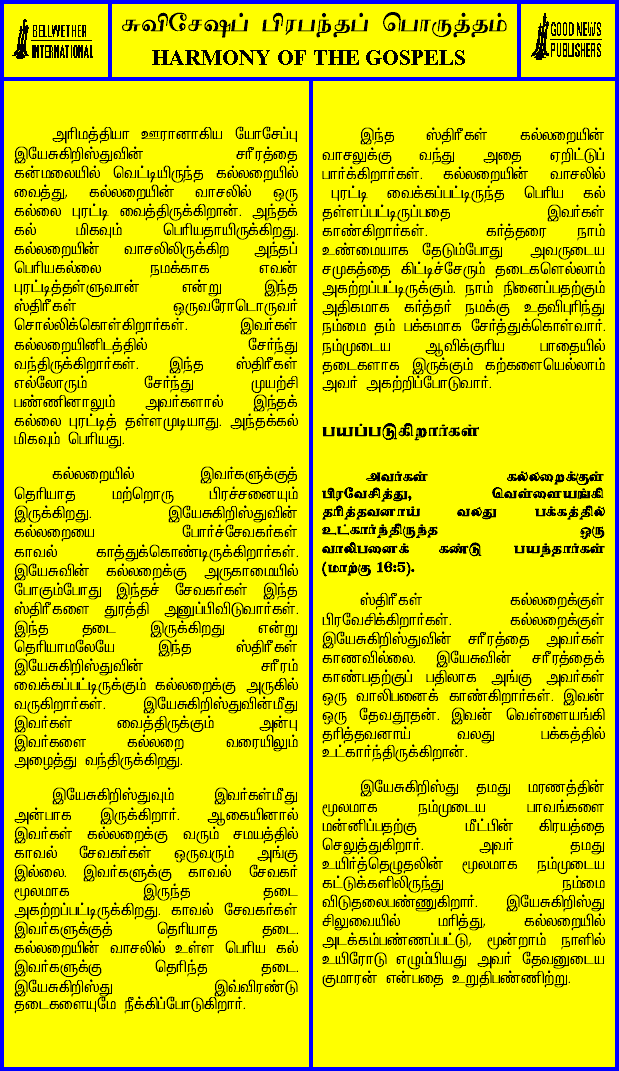 BELLWETHER
INTERNATIONAL
சுவிசேஷப் பிரபந்தப் பொருத்தம்
HARMONY OF THE GOSPELS
GOOD NEWS
PUBLISHERS
அரிமத்தியா ஊரானாகிய யோசேப்பு
இயேசுகிறிஸ்துவின் சரீரத்தை
கன்மலையில் வெட்டியிருந்த கல்லறையில்
வைத்து, கல்லறையின் வாசலில் ஒரு
கல்லை புரட்டி வைத்திருக்கிறான். அந்தக்
கல் மிகவும் பெரியதாயிருக்கிறது.
கல்லறையின் வாசலிலிருக்கிற அந்தப்
பெரியகல்லை நமக்காக எவன்
புரட்டித்தள்ளுவான் என்று இந்த
ஸ்திரீகள் ஒருவரோடொருவர்
சொல்லிக்கொள்கிறார்கள். இவர்கள்
கல்லறையினிடத்தில் சேர்ந்து
வந்திருக்கிறார்கள். இந்த ஸ்திரீகள்
எல்லோரும் சேர்ந்து முயற்சி
பண்ணினாலும் அவர்களால் இந்தக்
கல்லை புரட்டித் தள்ளமுடியாது. அந்தக்கல்
மிகவும் பெரியது.
கல்லறையில் இவர்களுக்குத்
தெரியாத மற்றொரு பிரச்சனையும்
இருக்கிறது. இயேசுகிறிஸ்துவின்
கல்லறையை போர்ச்சேவகர்கள்
காவல் காத்துக்கொண்டிருக்கிறார்கள்.
இயேசுவின் கல்லறைக்கு அருகாமையில்
போகும்போது இந்தச் சேவகர்கள் இந்த
ஸ்திரீகளை துரத்தி அனுப்பிவிடுவார்கள்.
இந்த தடை இருக்கிறது என்று
தெரியாமலேயே இந்த ஸ்திரீகள்
இயேசுகிறிஸ்துவின் சரீரம்
வைக்கப்பட்டிருக்கும் கல்லறைக்கு அருகில்
வருகிறார்கள். இயேசுகிறிஸ்துவின்மீது
இவர்கள் வைத்திருக்கும் அன்பு
இவர்களை கல்லறை வரையிலும்
அழைத்து வந்திருக்கிறது.
இயேசுகிறிஸ்துவும் இவர்கள்மீது
அன்பாக இருக்கிறார். ஆகையினால்
இவர்கள் கல்லறைக்கு வரும் சமயத்தில்
காவல் சேவகர்கள் ஒருவரும் அங்கு
இல்லை. இவர்களுக்கு காவல் சேவகர்
மூலமாக இருந்த தடை
அகற்றப்பட்டிருக்கிறது. காவல் சேவகர்கள்
இவர்களுக்குத் தெரியாத தடை.
கல்லறையின் வாசலில் உள்ள பெரிய கல்
இவர்களுக்கு தெரிந்த தடை.
இயேசுகிறிஸ்து இவ்விரண்டு
தடைகளையுமே நீக்கிப்போடுகிறார்.
இந்த ஸ்திரீகள் கல்லறையின்
வாசலுக்கு வந்து அதை ஏறிட்டுப்
பார்க்கிறார்கள். கல்லறையின் வாசலில்
புரட்டி வைக்கப்பட்டிருந்த பெரிய கல்
தள்ளப்பட்டிருப்பதை இவர்கள்
காண்கிறார்கள். கர்த்தரை நாம்
உண்மையாக தேடும்போது அவருடைய
சமுகத்தை கிட்டிச்சேரும் தடைகளெல்லாம்
அகற்றப்பட்டிருக்கும். நாம் நினைப்பதற்கும்
அதிகமாக கர்த்தர் நமக்கு உதவிபுரிந்து
நம்மை தம் பக்கமாக சேர்த்துக்கொள்வார்.
நம்முடைய ஆவிக்குரிய பாதையில்
தடைகளாக இருக்கும் கற்களையெல்லாம்
அவர் அகற்றிப்போடுவார்.
பயப்படுகிறார்கள்
அவர்கள் கல்லறைக்குள்
பிரவேசித்து, வெள்ளையங்கி
தரித்தவனாய் வலது பக்கத்தில்
உட்கார்ந்திருந்த ஒரு
வாலிபனைக் கண்டு பயந்தார்கள்
(மாற்கு 16:5).
ஸ்திரீகள் கல்லறைக்குள்
பிரவேசிக்கிறார்கள். கல்லறைக்குள்
இயேசுகிறிஸ்துவின் சரீரத்தை அவர்கள்
காணவில்லை. இயேசுவின் சரீரத்தைக்
காண்பதற்குப் பதிலாக அங்கு அவர்கள்
ஒரு வாலிபனைக் காண்கிறார்கள். இவன்
ஒரு தேவதூதன். இவன் வெள்ளையங்கி
தரித்தவனாய் வலது பக்கத்தில்
உட்கார்ந்திருக்கிறான்.
இயேசுகிறிஸ்து தமது மரணத்தின்
மூலமாக நம்முடைய பாவங்களை
மன்னிப்பதற்கு மீட்பின் கிரயத்தை
செலுத்துகிறார். அவர் தமது
உயிர்த்தெழுதலின் மூலமாக நம்முடைய
கட்டுக்களிலிருந்து நம்மை
விடுதலைபண்ணுகிறார். இயேசுகிறிஸ்து
சிலுவையில் மரித்து, கல்லறையில்
அடக்கம்பண்ணப்பட்டு, மூன்றாம் நாளில்
உயிரோடு எழும்பியது அவர் தேவனுடைய
குமாரன் என்பதை உறுதிபண்ணிற்று.